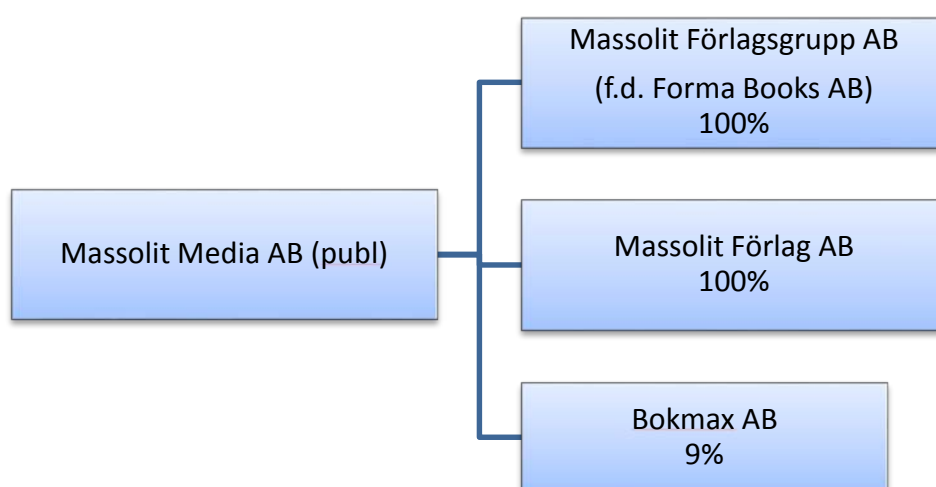 Massolit Förlagsgrupp AB
(f.d. Forma Books AB)
100%
Massolit Media AB (publ)
Massolit Förlag AB
100%
Bokmax AB
9%